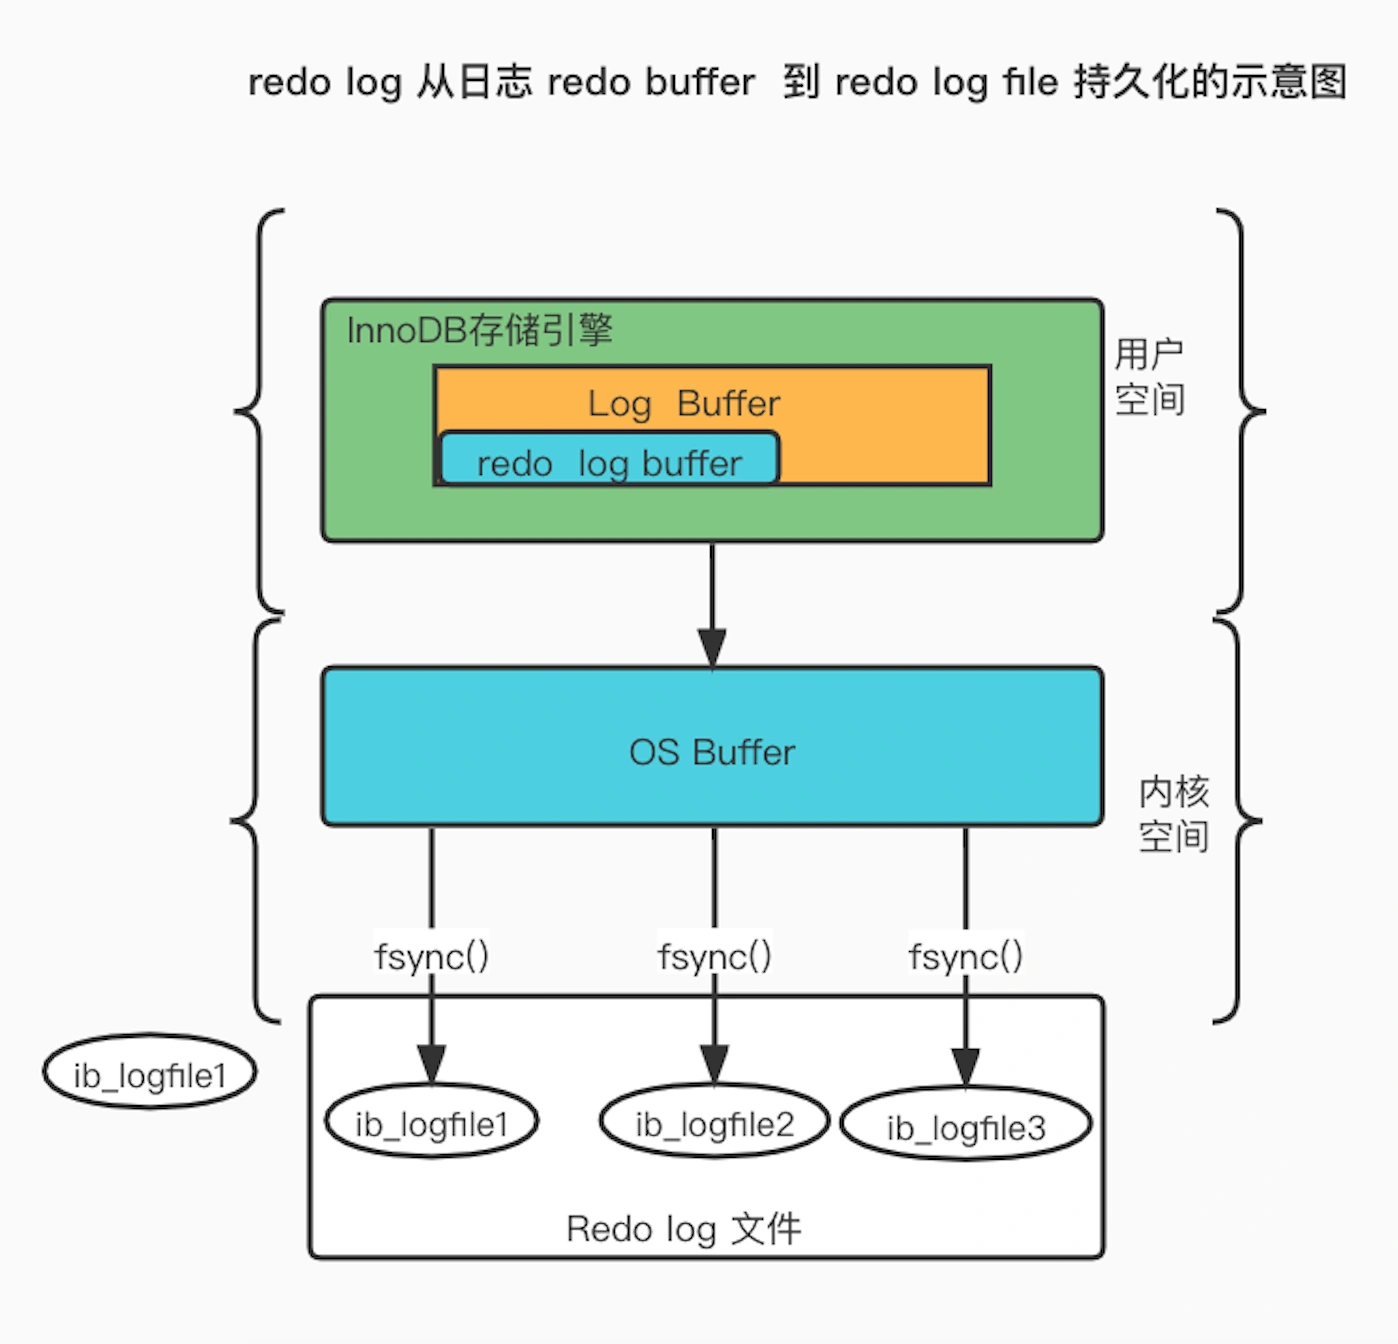 redo log 从日志 redo buffer 到 redo log file 持久化的示意图
InnoDB存储引擎
Log Buffer
redo log buffer
用户
空间
OS Buffer
内核
空间
fsync() fsync() fsync()
ib_logfile1
ib_logfile1 ib_logfile2 ib_logfile3
Redo log 文件